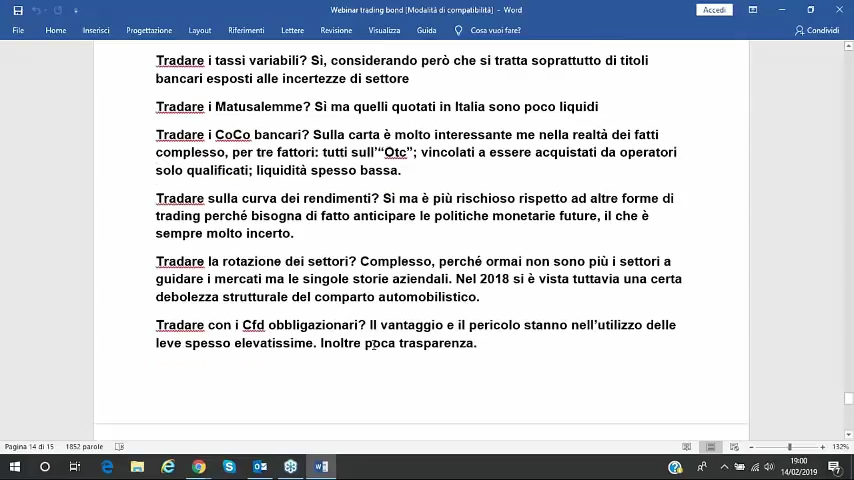 Webinar trading bond [Modalità di compatibilità] - Word
Accedi
File Home Inserisci Progettazione Layout Riferimenti Lettere Revisione Visualizza Guida Cosa vuoi fare? Condividi
Tradare i tassi variabili? Sì, considerando però che si tratta soprattutto di titoli
bancari esposti alle incertezze di settore
Tradare i Matusalemme? Sì ma quelli quotati in Italia sono poco liquidi
Tradare i CoCo bancari? Sulla carta è molto interessante me nella realtà dei fatti
complesso, per tre fattori: tutti sull'“Otc”; vincolati a essere acquistati da operatori
solo qualificati; liquidità spesso bassa.
Tradare sulla curva dei rendimenti? Sì ma è più rischioso rispetto ad altre forme di
trading perché bisogna di fatto anticipare le politiche monetarie future, il che è
sempre molto incerto.
Tradare la rotazione dei settori? Complesso, perché ormai non sono più i settori a
guidare i mercati ma le singole storie aziendali. Nel 2018 si è vista tuttavia una certa
debolezza strutturale del comparto automobilistico.
Tradare con i Cfd obbligazionari? Il vantaggio e il pericolo stanno nell'utilizzo delle
leve spesso elevatissime. Inoltre poca trasparenza.
Pagina 14 di 15 1852 parole 132%
19:00
14/02/2019